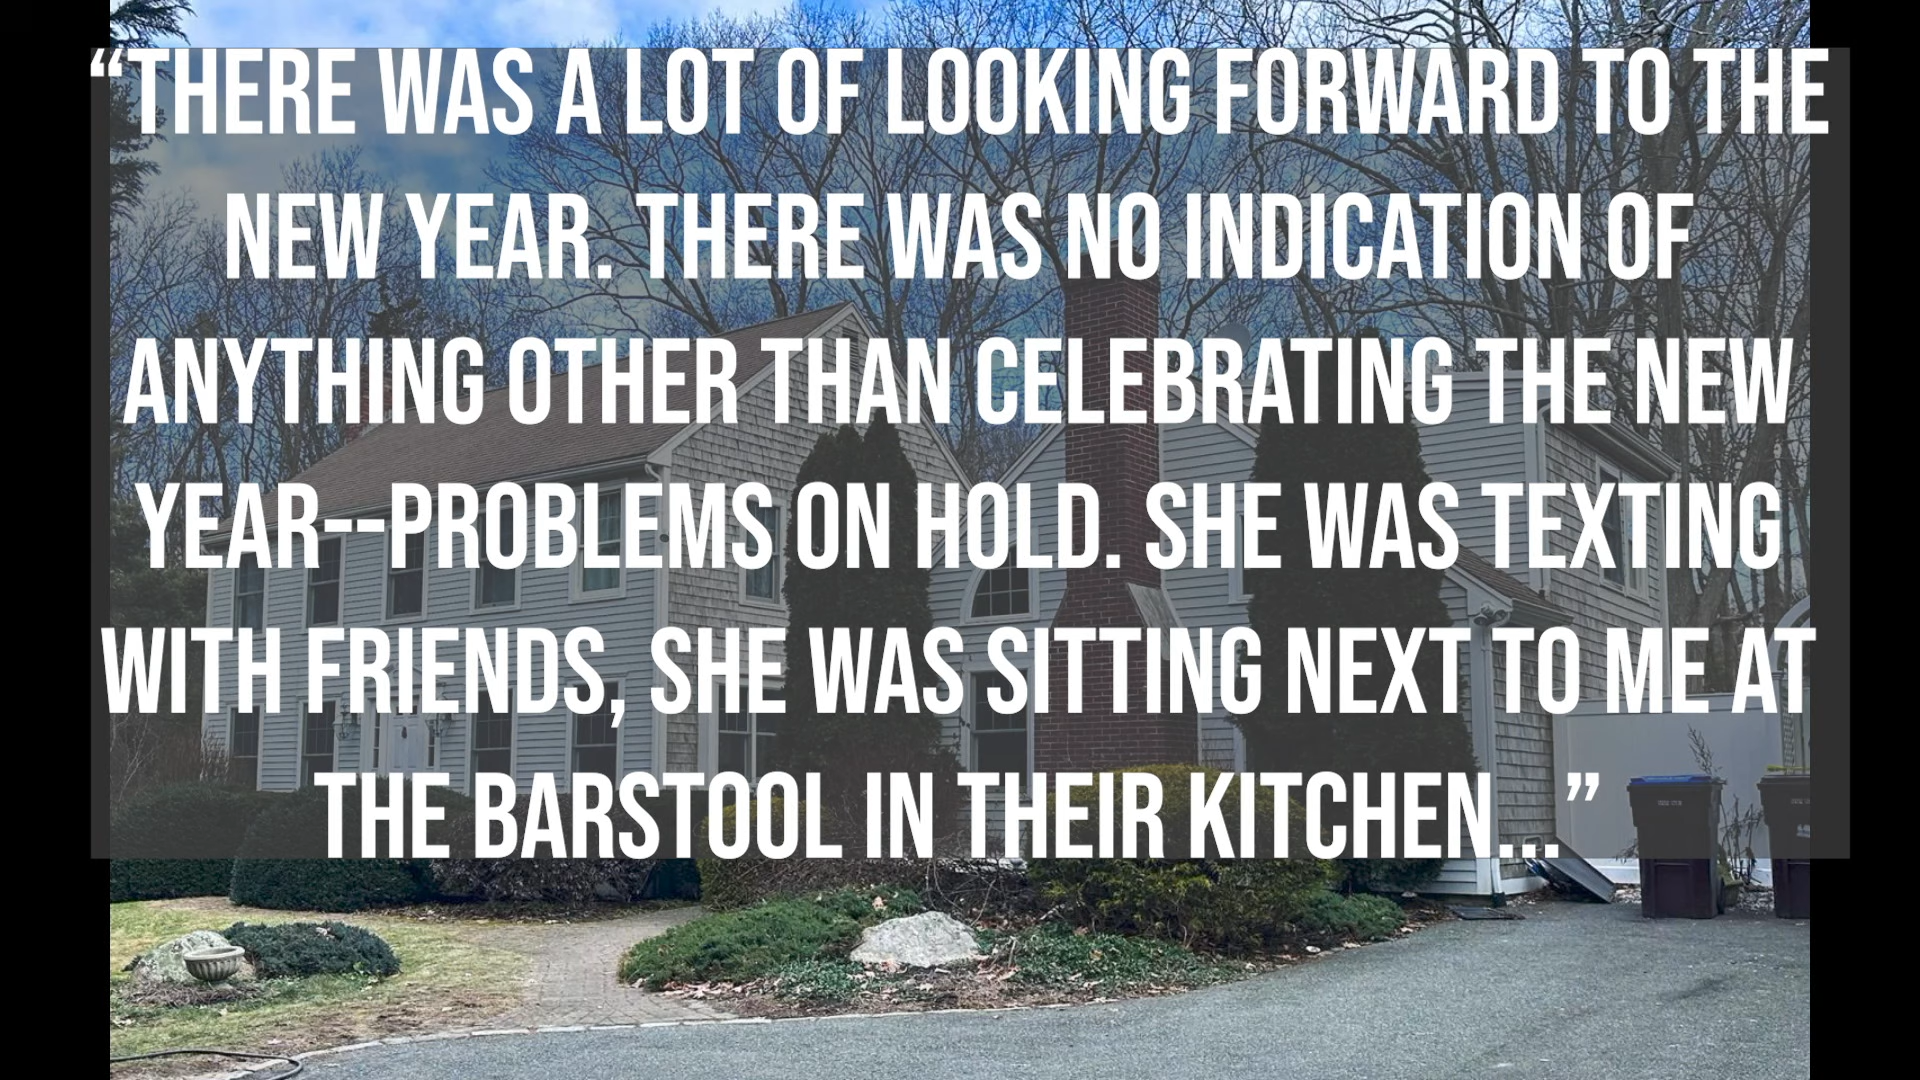 “THERE WAS A LOT OF LOOKING FORWARD TO THE
NEW YEAR. THERE WAS NO INDICATION OF
ANYTHING OTHER THAN CELEBRATING THE NEW
YEAR--PROBLEMS ON HOLD. SHE WAS TEXTING
WITH FRIENDS, SHE WAS SITTING NEXT TO ME AT
THE BARSTOOL IN THEIR KITCHEN...”